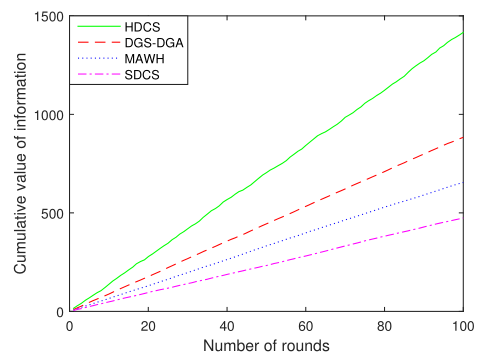 1500
1000
500
0
0
20
40
60
80
100
Number of rounds
Cumulative value of information
HDCS
DGS-DGA
MAWH
SDCS